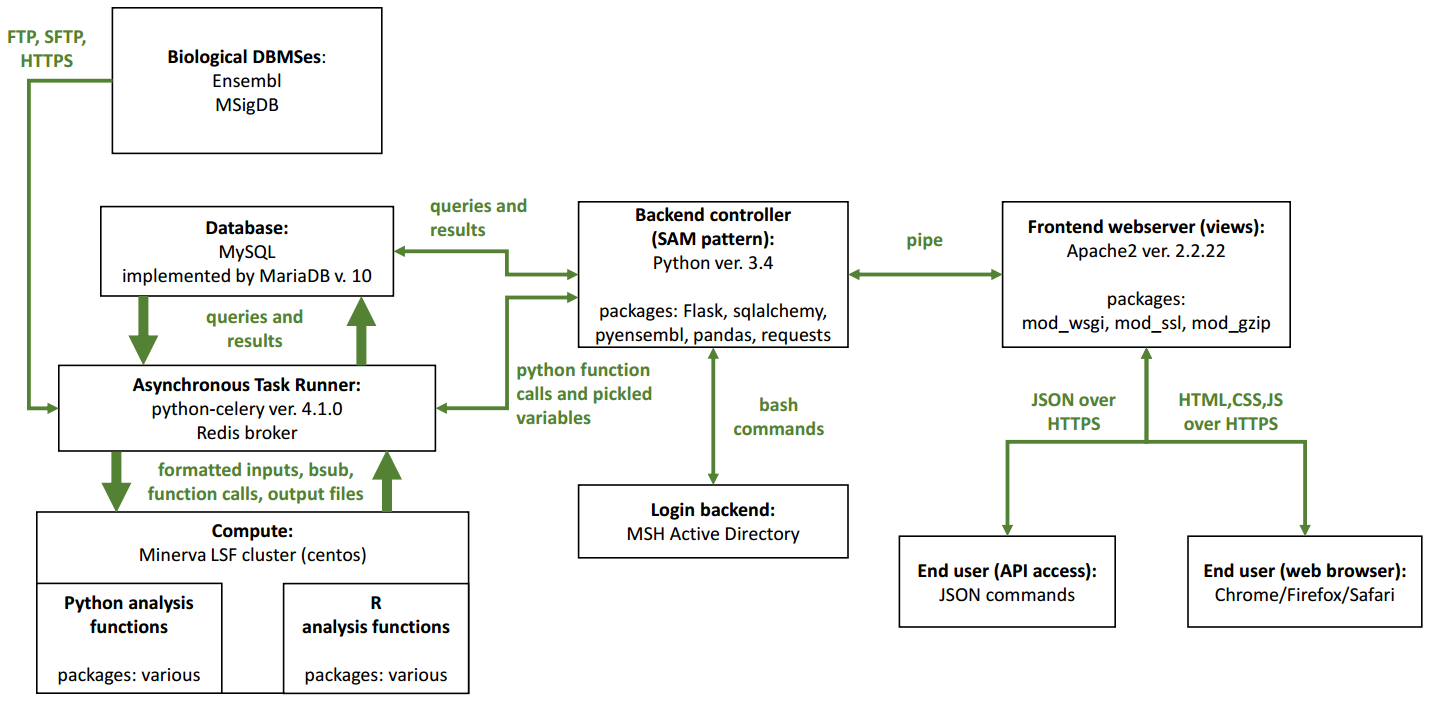 FTP, SFTP,
HTTPS
Biological DBMSes:
Ensembl
MSigDB
Database:
MySQL
implemented by MariaDB v. 10
queries and
results
Backend controller
(SAM pattern):
Python ver. 3.4
packages: Flask, sqlalchemy,
pyensembl, pandas, requests
pipe
Frontend webserver (views):
Apache2 ver. 2.2.22
packages:
mod_wsgi, mod_ssl, mod_gzip
queries and
results
Asynchronous Task Runner:
python-celery ver. 4.1.0
Redis broker
python function
calls and pickled
variables
bash
commands
JSON over
HTTPS
HTML,CSS,JS
over HTTPS
formatted inputs, bsub,
function calls, output files
Compute:
Minerva LSF cluster (centos)
Python analysis
functions
packages: various
R
analysis functions
packages: various
Login backend:
MSH Active Directory
End user (API access):
JSON commands
End user (web browser):
Chrome/Firefox/Safari